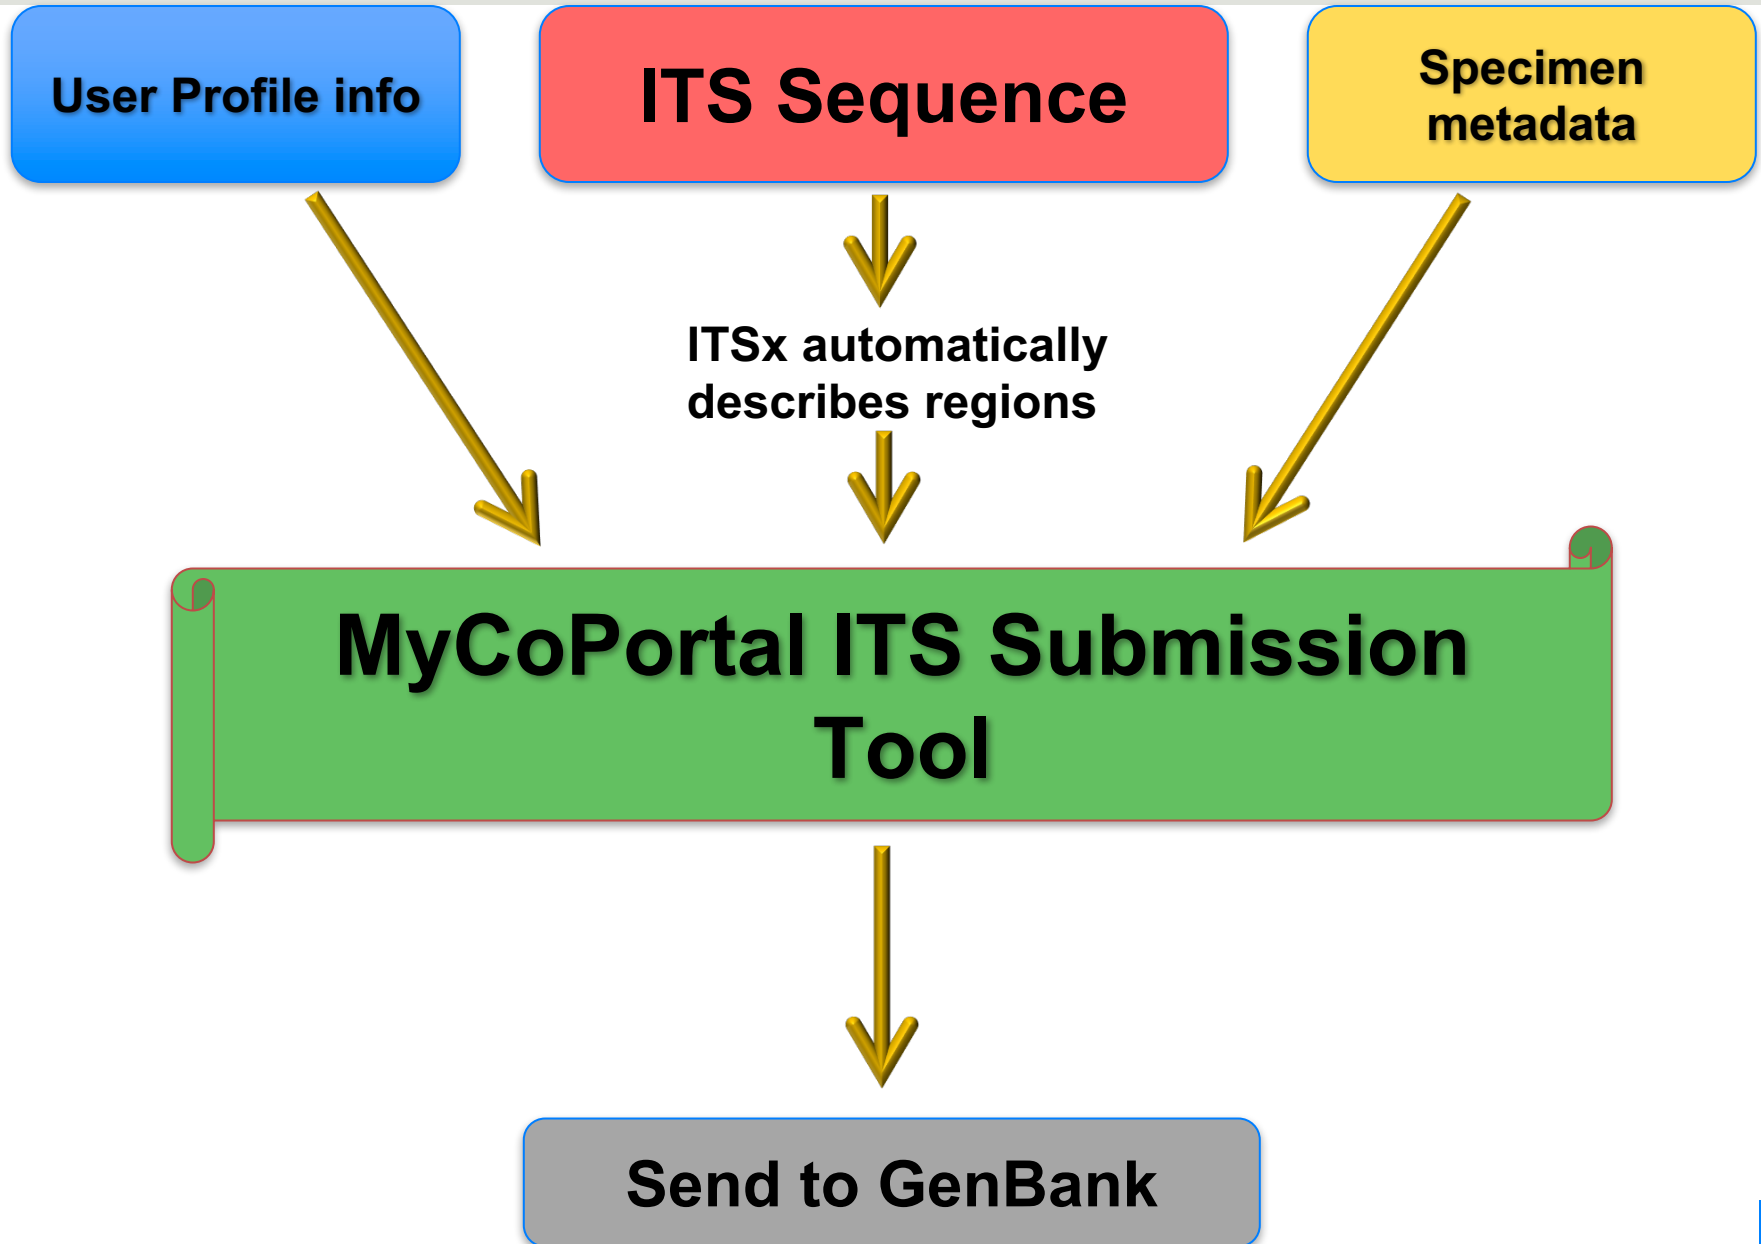 User Profile info
ITS Sequence
Specimen
metadata
ITSx automatically
describes regions
MyCoPortal ITS Submission
Tool
Send to GenBank